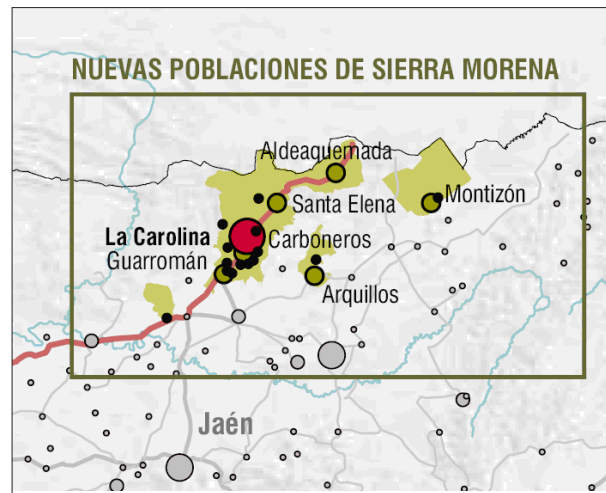 NUEVAS POBLACIONES DE SIERRA MORENA
Aldeaquemada
Santa Elena
Montizón
La Carolina
Carboneros
Guarromán
Arquillos
Jaén